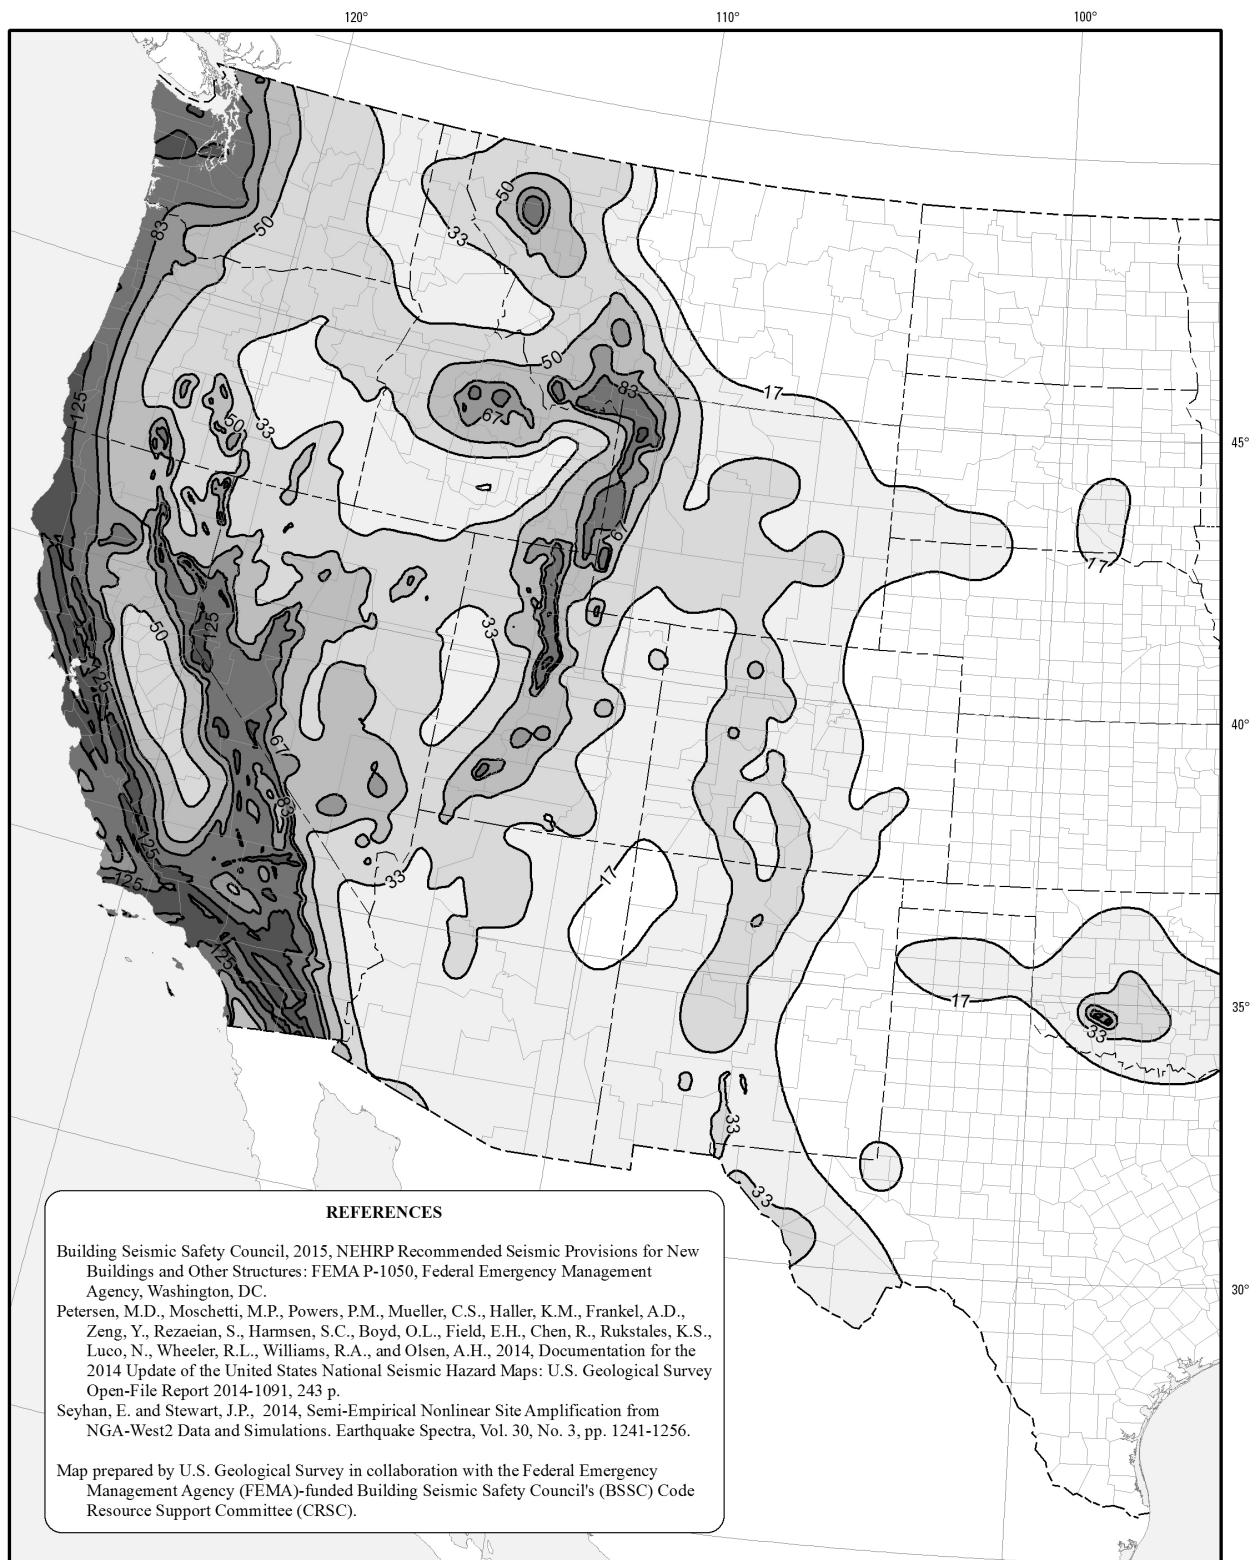 120°
110°
100°
50
83
50
33
50
17
83
67
125
50
33
45°
67
17
50
125
33
125
40°
67
83
125
33
17
125
125
17
33
35°
33
33
REFERENCES
Building Seismic Safety Council, 2015, NEHRP Recommended Seismic Provisions for New
Buildings and Other Structures: FEMA P-1050, Federal Emergency Management
Agency, Washington, DC.
30°
Petersen, M.D., Moschetti, M.P., Powers, P.M., Mueller, C.S., Haller, K.M., Frankel, A.D.,
Zeng, Y., Rezaeian, S., Harmsen, S.C., Boyd, O.L., Field, E.H., Chen, R., Rukstales, K.S.,
Luco, N., Wheeler, R.L., Williams, R.A., and Olsen, A.H., 2014, Documentation for the
2014 Update of the United States National Seismic Hazard Maps: U.S. Geological Survey
Open-File Report 2014-1091, 243 p.
Seyhan, E. and Stewart, J.P., 2014, Semi-Empirical Nonlinear Site Amplification from
NGA-West2 Data and Simulations. Earthquake Spectra, Vol. 30, No. 3, pp. 1241-1256.
Map prepared by U.S. Geological Survey in collaboration with the Federal Emergency
Management Agency (FEMA)-funded Building Seismic Safety Council's (BSSC) Code
Resource Support Committee (CRSC).